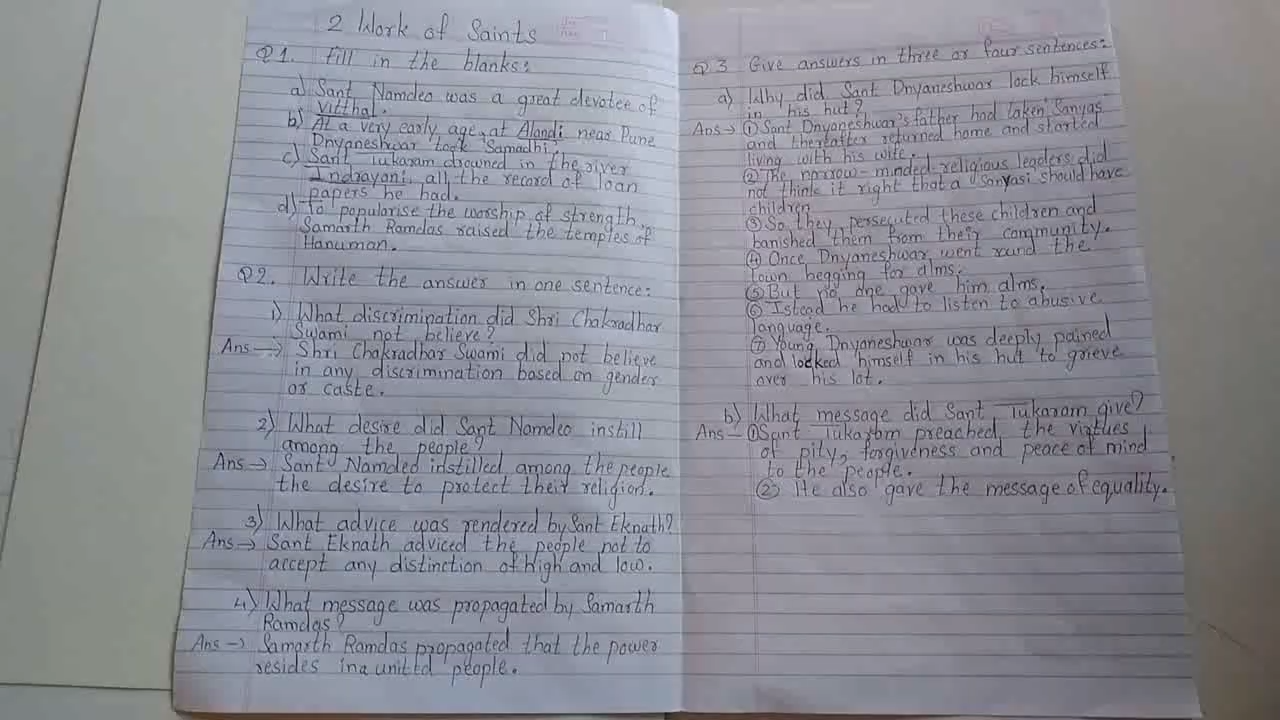 2 Work of Saints
Q1. Fill in the blanks:
a) Sant Namdeo was a great devotee of
Vitthal.
b) At a very early age, at Alandi near Pune
Dnyaneshwar took 'Samadhi'.
c) Sant Tukaram drowned in the river
Indrayani, all the record of loan
papers he had.
d) To popularise the worship of strength,
Samarth Ramdas raised the temples of
Hanuman.
Q2. Write the answer in one sentence:
1) What discrimination did Shri Chakradhar
Swami not believe?
Ans → Shri Chakradhar Swami did not believe
in any discrimination based on gender
or caste.
2) What desire did Sant Namdeo instill
among the people?
Ans → Sant Namded instilled among the people
the desire to protect their religion.
3) What advice was rendered by Sant Eknath?
Ans → Sant Eknath adviced the people not to
accept any distinction of high and low.
4) What message was propagated by Samarth
Ramdas?
Ans → Samarth Ramdas propagated that the power
resides in a unitd people.
Q3 Give answers in three or four sentences:
a) Why did Sant Dnyaneshwar lock himself
in his hut?
Ans → ① Sant Dnyaneshwar's father had taken 'Sanyas'
and thereafter returned home and started
living with his wife.
② The narrow-minded religious leaders did
not think it right that a Sanyasi should have
children
③ So they persecuted these children and
banished them from their community.
④ Once Dnyaneshwar went round the
town begging for alms.
⑤ But no one gave him alms.
⑥ Istead he had to listen to abusive
language.
⑦ Young Dnyaneshwar was deeply pained
and locked himself in his hut to grieve
over his lot.
b) What message did Sant Tukaram give?
Ans – ① Sant Tukaram preached the virtues
of pity, forgiveness and peace of mind
to the people.
② He also gave the message of equality.